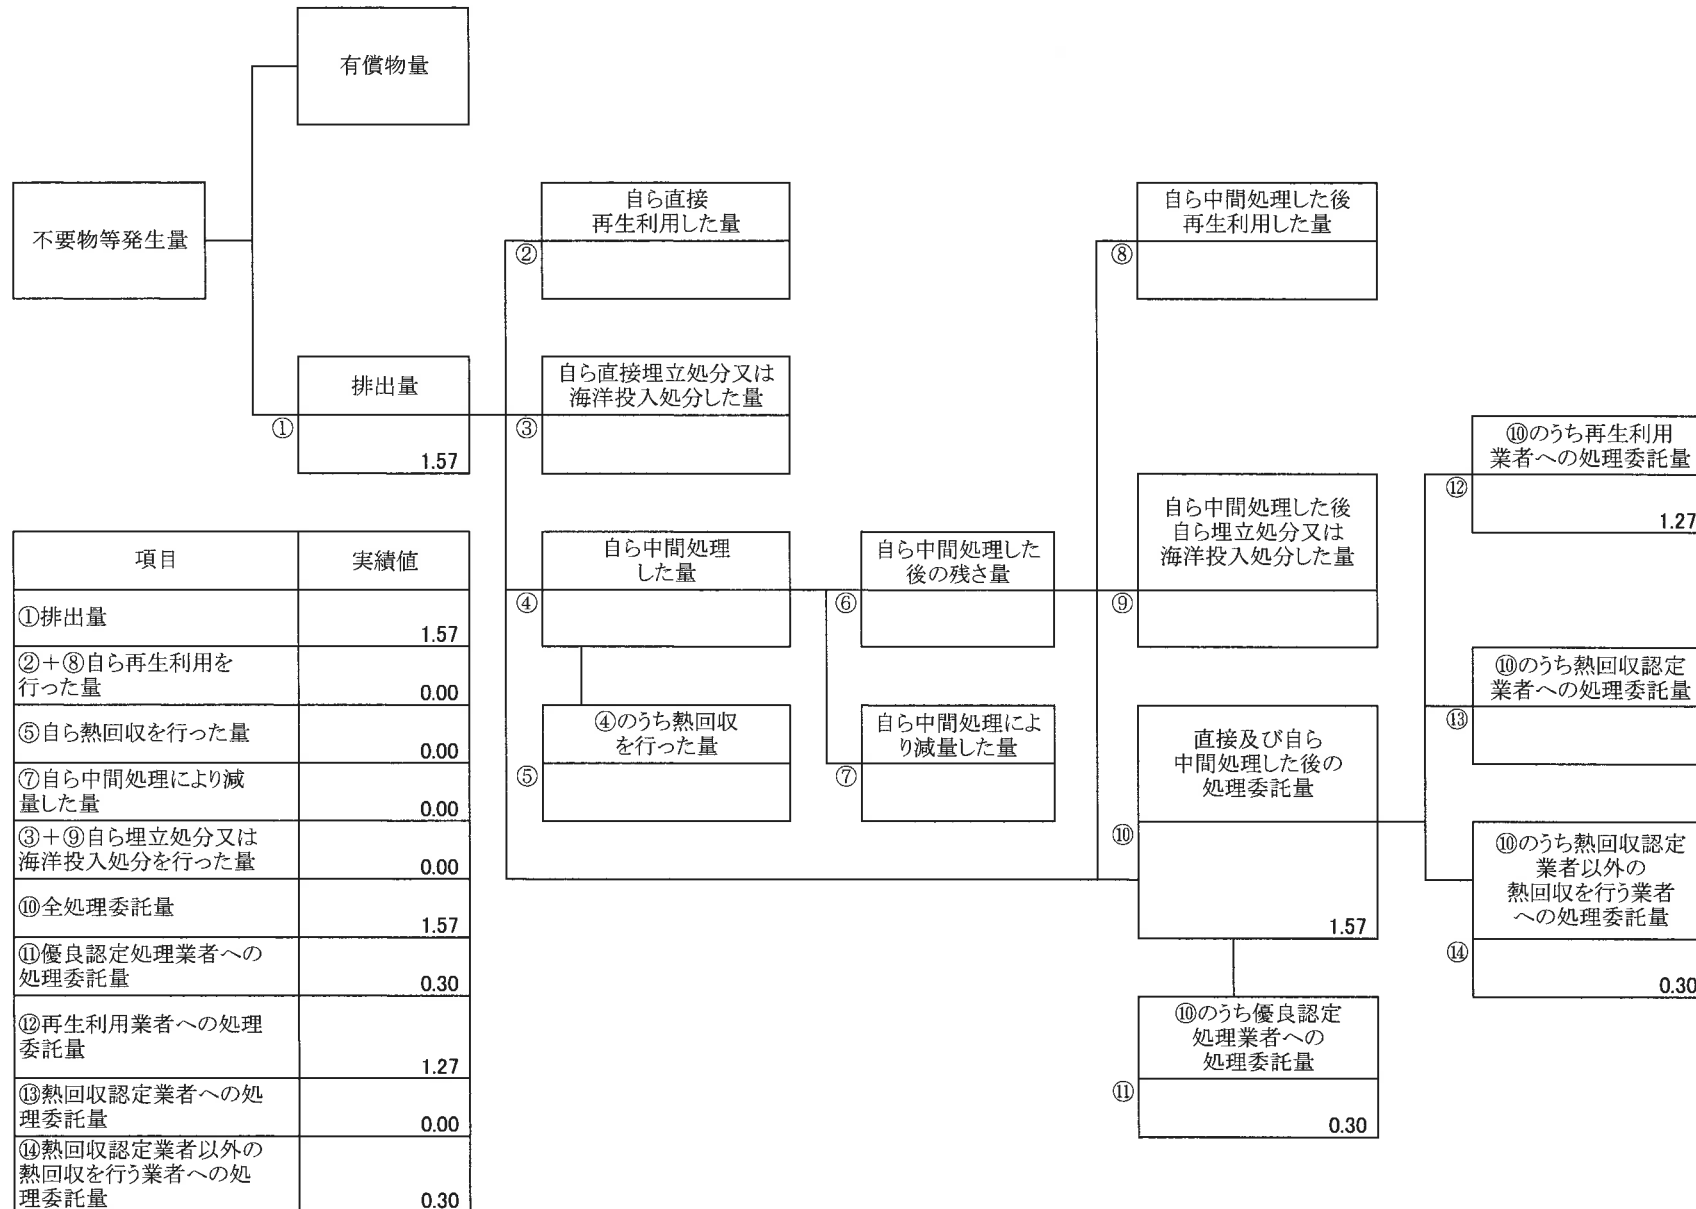 有償物量
不要物等発生量
自ら直接
再生利用した量
②
自ら中間処理した後
再生利用した量
⑧
排出量
①
1.57
自ら直接埋立処分又は
海洋投入処分した量
③
⑩のうち再生利用
業者への処理委託量
⑫
1.27
自ら中間処理
した量
④
自ら中間処理した
後の残さ量
⑥
自ら中間処理した後
自ら埋立処分又は
海洋投入処分した量
⑨
⑩のうち熱回収認定
業者への処理委託量
⑬
④のうち熱回収
を行った量
⑤
自ら中間処理によ
り減量した量
⑦
直接及び自ら
中間処理した後の
処理委託量
⑩
1.57
⑩のうち熱回収認定
業者以外の
熱回収を行う業者
への処理委託量
⑭
0.30
⑩のうち優良認定
処理業者への
処理委託量
⑪
0.30
項目 実績値
①排出量
1.57
②+⑧自ら再生利用を
行った量 0.00
⑤自ら熱回収を行った量
0.00
⑦自ら中間処理により減
量した量 0.00
③+⑨自ら埋立処分又は
海洋投入処分を行った量 0.00
⑩全処理委託量
1.57
⑪優良認定処理業者への
処理委託量 0.30
⑫再生利用業者への処理
委託量
1.27
⑬熱回収認定業者への処
理委託量 0.00
⑭熱回収認定業者以外の
熱回収を行う業者への処
理委託量 0.30